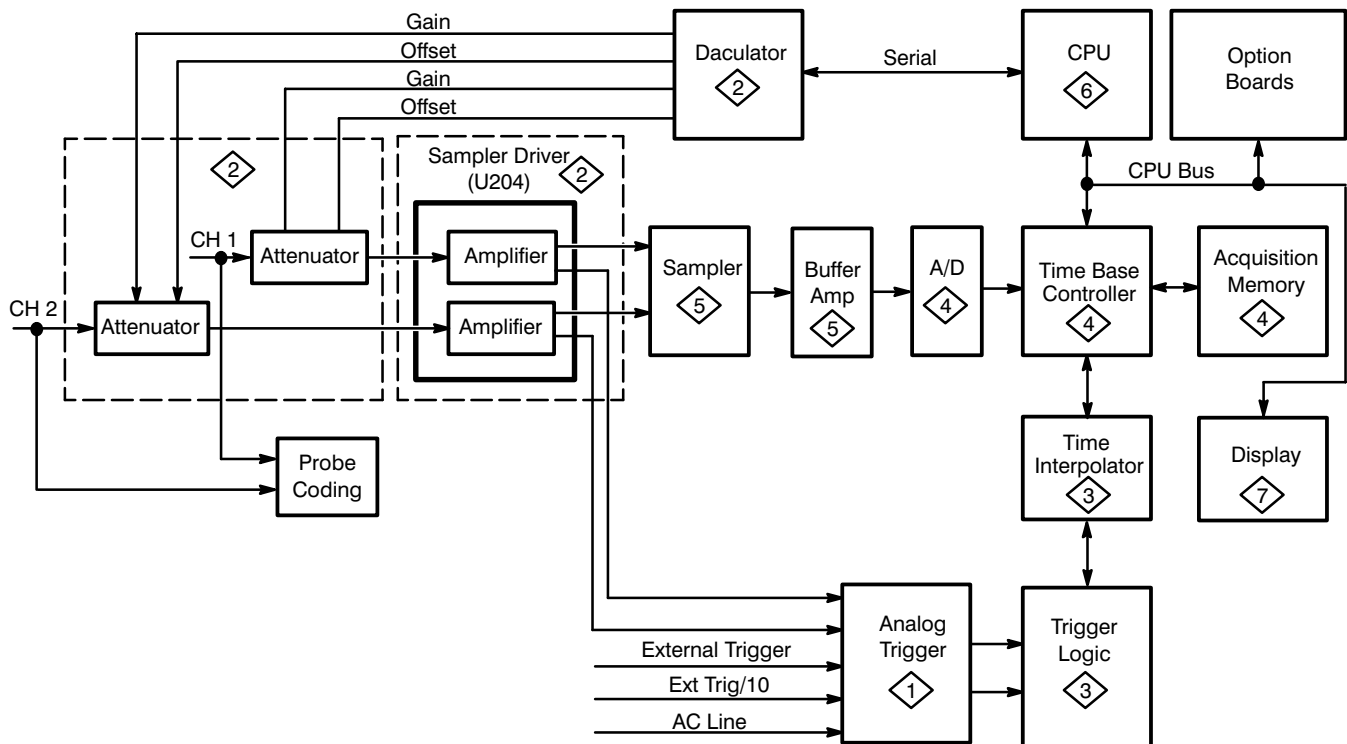 Gain
Offset
Gain
Offset
Daculator
2
Serial
CPU
6
Option
Boards
CPU Bus
2
Sampler Driver
(U204)
2
CH 1
Attenuator
Amplifier
CH 2
Attenuator
Amplifier
Sampler
5
Buffer
Amp
5
A/D
4
Time Base
Controller
4
Acquisition
Memory
4
Probe
Coding
Time
Interpolator
3
Display
7
External Trigger
Ext Trig/10
AC Line
Analog
Trigger
1
Trigger
Logic
3